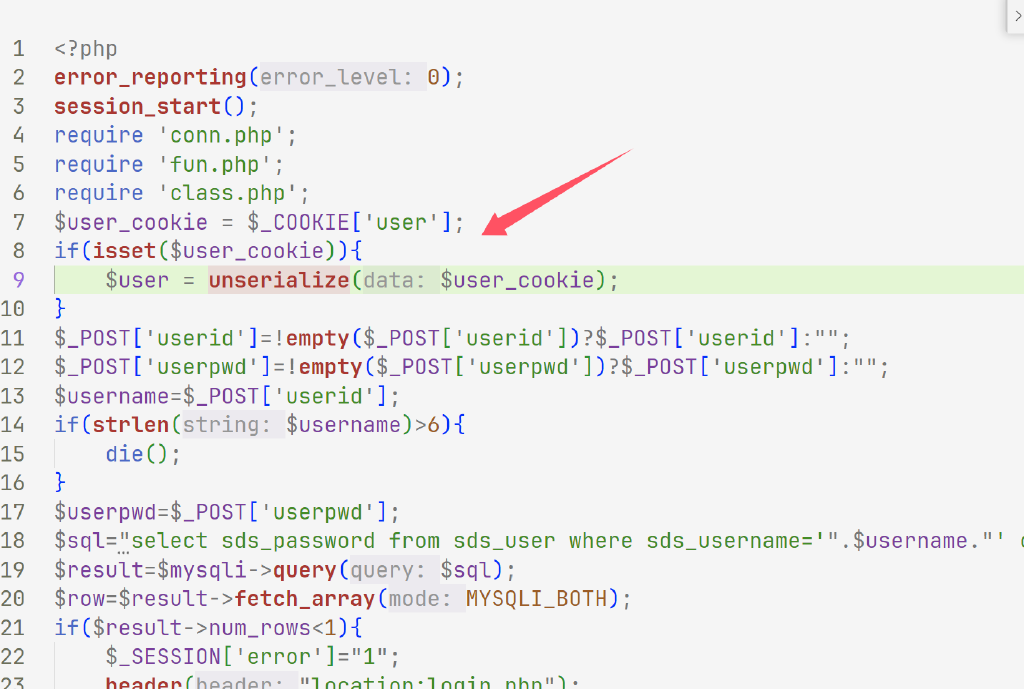 1 <?php
2 error_reporting(error_level: 0);
3 session_start();
4 require 'conn.php';
5 require 'fun.php';
6 require 'class.php';
7 $user_cookie = $_COOKIE['user'];
8 if(isset($user_cookie)){
9 $user = unserialize(data: $user_cookie);
10 }
11 $_POST['userid']=!empty($_POST['userid'])?$_POST['userid']:"";
12 $_POST['userpwd']=!empty($_POST['userpwd'])?$_POST['userpwd']:"";
13 $username=$_POST['userid'];
14 if(strlen(string: $username)>6){
15 die();
16 }
17 $userpwd=$_POST['userpwd'];
18 $sql="select sds_password from sds_user where sds_username='".$username."'
19 $result=$mysqli->query(query: $sql);
20 $row=$result->fetch_array(mode: MYSQLI_BOTH);
21 if($result->num_rows<1){
22 $_SESSION['error']="1";
23 header(header: "location:login.php");